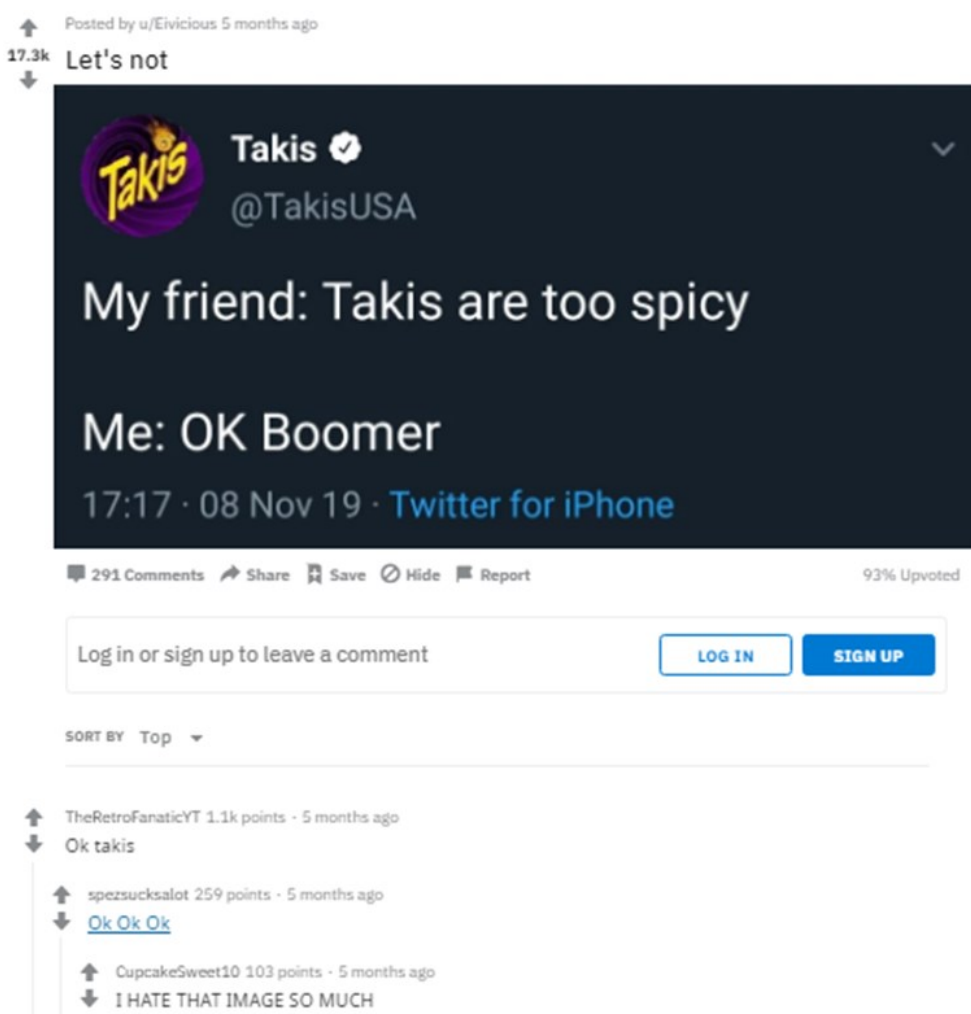 Posted by u/Eivicious 5 months ago
17.3k Let's not
Takis
Takis
@TakisUSA
My friend: Takis are too spicy
Me: OK Boomer
17:17 · 08 Nov 19 · Twitter for iPhone
291 Comments Share Save Hide Report 93% Upvoted
Log in or sign up to leave a comment LOG IN SIGN UP
SORT BY Top
TheRetroFanaticYT 1.1k points · 5 months ago
Ok takis
spezsucksalot 259 points · 5 months ago
Ok Ok Ok
CupcakeSweet10 103 points · 5 months ago
I HATE THAT IMAGE SO MUCH